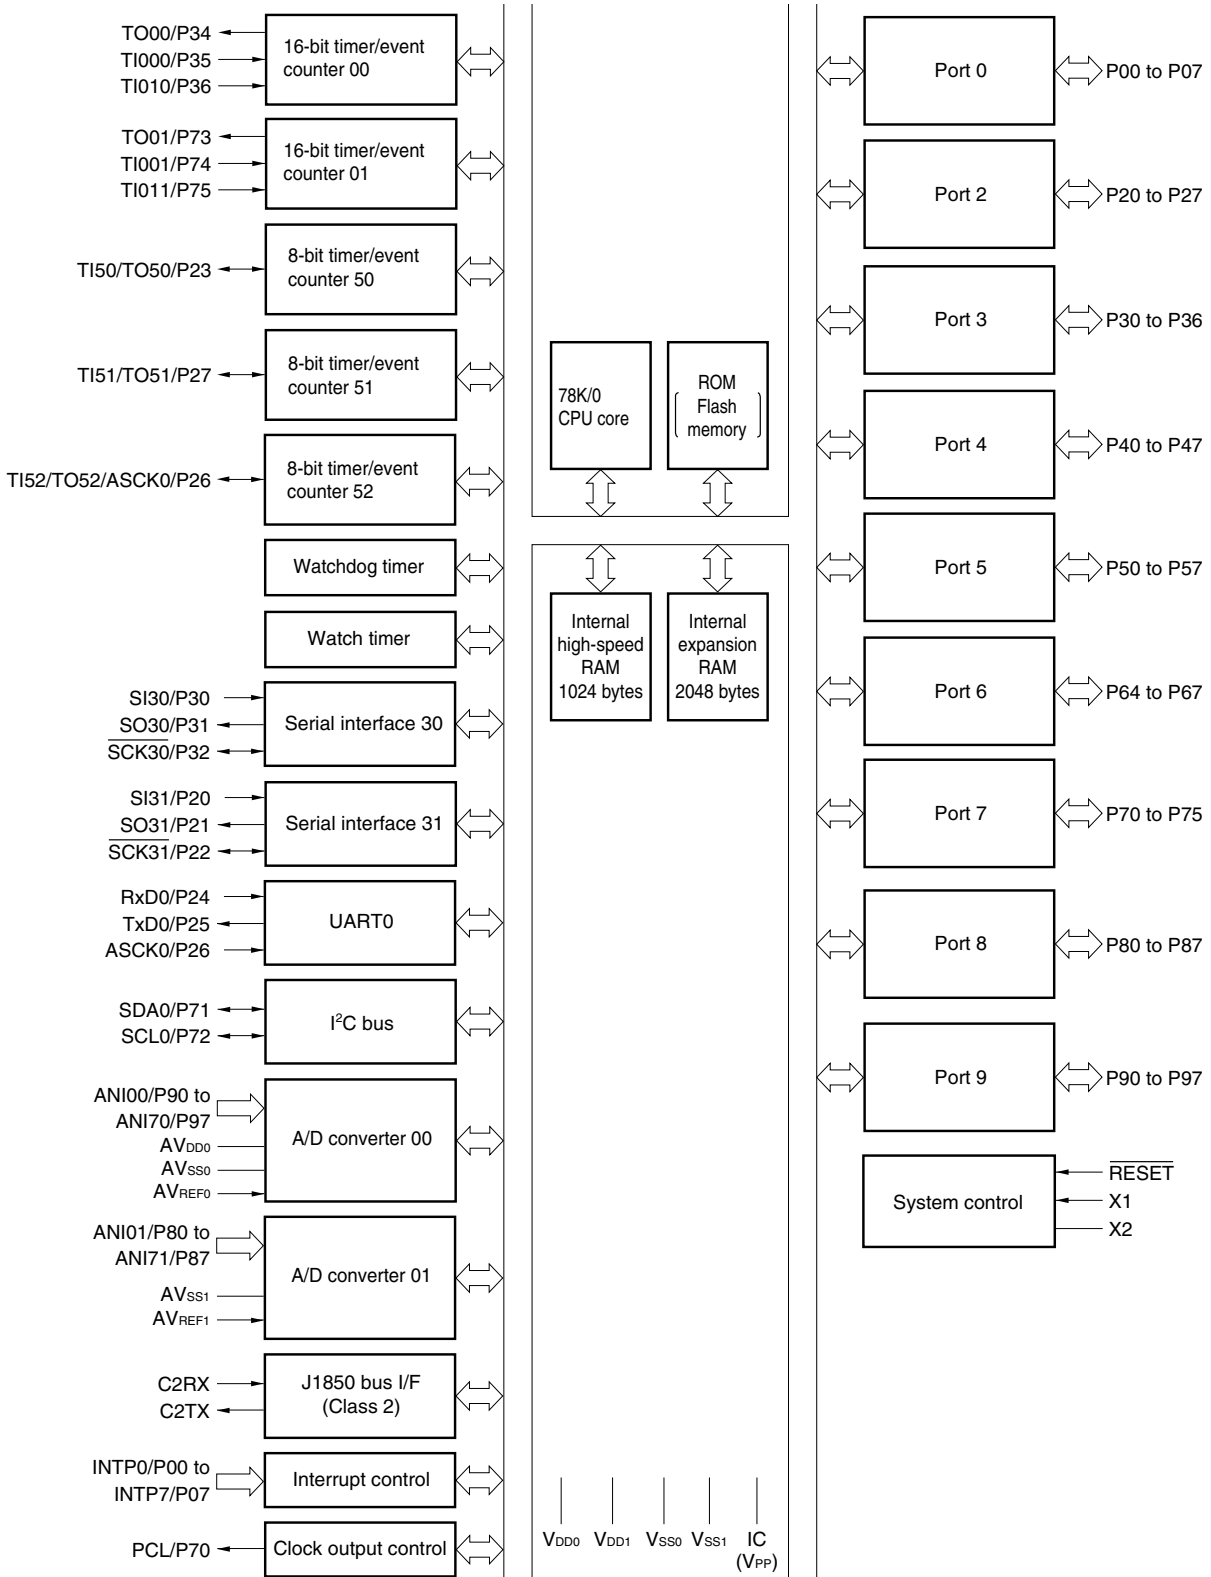 TO00/P34
TI000/P35
TI010/P36
16-bit timer/event
counter 00
TO01/P73
TI001/P74
TI011/P75
16-bit timer/event
counter 01
TI50/TO50/P23
8-bit timer/event
counter 50
TI51/TO51/P27
8-bit timer/event
counter 51
TI52/TO52/ASCK0/P26
8-bit timer/event
counter 52
Watchdog timer
Watch timer
SI30/P30
SO30/P31
SCK30/P32
Serial interface 30
SI31/P20
SO31/P21
SCK31/P22
Serial interface 31
RxD0/P24
TxD0/P25
ASCK0/P26
UART0
SDA0/P71
SCL0/P72
I²C bus
ANI00/P90 to
ANI70/P97
AVDD0
AVSS0
AVREF0
A/D converter 00
ANI01/P80 to
ANI71/P87
AVSS1
AVREF1
A/D converter 01
C2RX
C2TX
J1850 bus I/F
(Class 2)
INTP0/P00 to
INTP7/P07
Interrupt control
PCL/P70
Clock output control
78K/0
CPU core
ROM
Flash
memory
Internal
high-speed
RAM
1024 bytes
Internal
expansion
RAM
2048 bytes
VDD0
VDD1
VSS0
VSS1
IC
(VPP)
Port 0
P00 to P07
Port 2
P20 to P27
Port 3
P30 to P36
Port 4
P40 to P47
Port 5
P50 to P57
Port 6
P64 to P67
Port 7
P70 to P75
Port 8
P80 to P87
Port 9
P90 to P97
System control
RESET
X1
X2